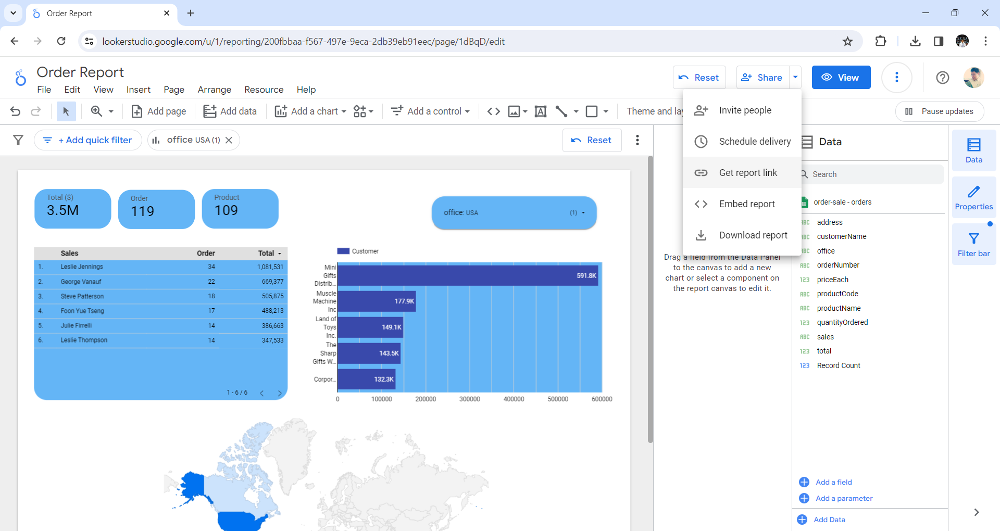 Order Report
lookerstudio.google.com/u/1/reporting/200fbbaa-f567-497e-9eca-2db39eb91eec/page/1dBqD/edit
Order Report
Reset
Share
View
File Edit View Insert Page Arrange Resource Help
Add page
Add data
Add a chart
Add a control
Theme and lay
Pause updates
Invite people
Schedule delivery
Get report link
Embed report
Download report
+ Add quick filter
office USA (1)
Reset
Total ($)
3.5M
Order
119
Product
109
office: USA (1)
Sales Order Total
1. Leslie Jennings 34 1,081,531
2. George Vanauf 22 669,377
3. Steve Patterson 18 505,875
4. Foon Yue Tseng 17 488,213
5. Julie Firrelli 14 386,663
6. Leslie Thompson 14 347,533
1 - 6 / 6
Customer
Mini
Gifts
Distrib...
591.8K
Muscle
Machine
Inc
177.9K
Land of
Toys
Inc.
149.1K
The
Sharp
Gifts W...
143.5K
Corpor...
132.3K
0 100000 200000 300000 400000 500000 600000
Drag a field from the Data Panel
to the canvas to add a new
chart or select a component on
the report canvas to edit it.
Data
Search
order-sale - orders
ABC address
ABC customerName
ABC office
ABC orderNumber
123 priceEach
ABC productCode
ABC productName
123 quantityOrdered
ABC sales
123 total
123 Record Count
Add a field
Add a parameter
Add Data
Data
Properties
Filter bar